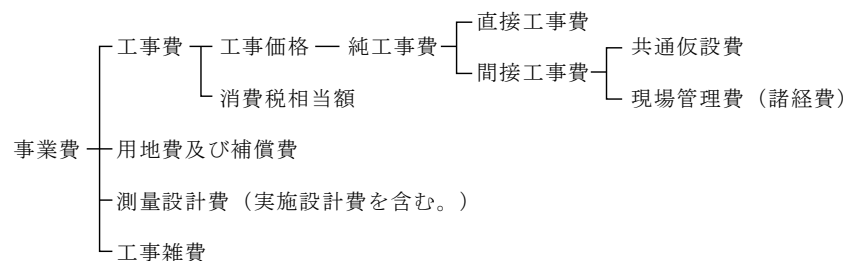 直接工事費
工事費 工事価格 純工事費 共通仮設費
間接工事費
消費税相当額 現場管理費（諸経費）
事業費 用地費及び補償費
測量設計費（実施設計費を含む。）
工事雑費